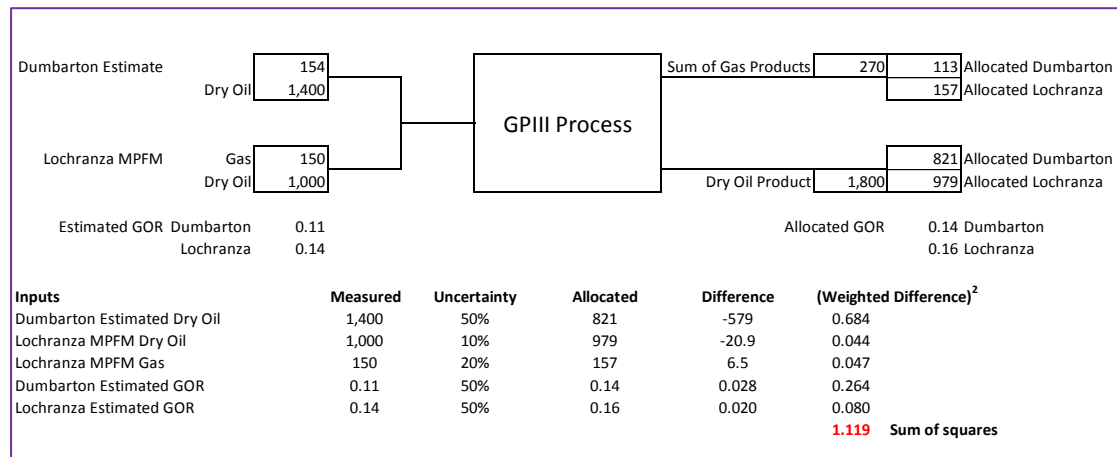 Dumbarton Estimate 154 Sum of Gas Products 270 113 Allocated Dumbarton
Dry Oil 1,400 157 Allocated Lochranza
GPIII Process
Lochranza MPFM Gas 150 821 Allocated Dumbarton
Dry Oil 1,000 Dry Oil Product 1,800 979 Allocated Lochranza
Estimated GOR Dumbarton 0.11 Allocated GOR 0.14 Dumbarton
Lochranza 0.14 0.16 Lochranza
Inputs Measured Uncertainty Allocated Difference (Weighted Difference)²
Dumbarton Estimated Dry Oil 1,400 50% 821 -579 0.684
Lochranza MPFM Dry Oil 1,000 10% 979 -20.9 0.044
Lochranza MPFM Gas 150 20% 157 6.5 0.047
Dumbarton Estimated GOR 0.11 50% 0.14 0.028 0.264
Lochranza Estimated GOR 0.14 50% 0.16 0.020 0.080
1.119 Sum of squares